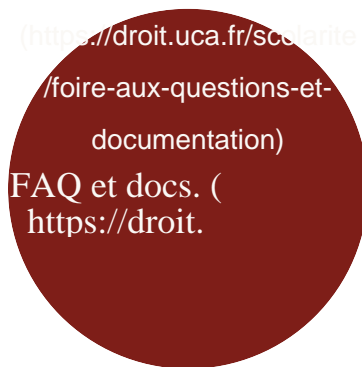 (https://droit.uca.fr/scolarite
/foire-aux-questions-et-
documentation)
FAQ et docs. (
https://droit.